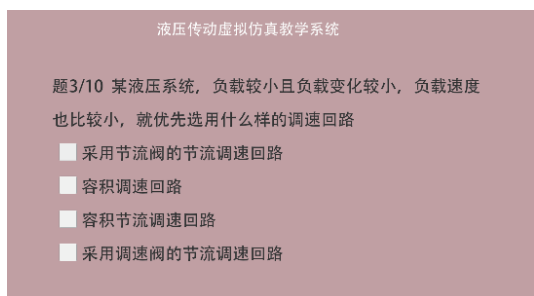 液压传动虚拟仿真教学系统
题3/10 某液压系统，负载较小且负载变化较小，负载速度
也比较小，就优先选用什么样的调速回路
采用节流阀的节流调速回路
容积调速回路
容积节流调速回路
采用调速阀的节流调速回路